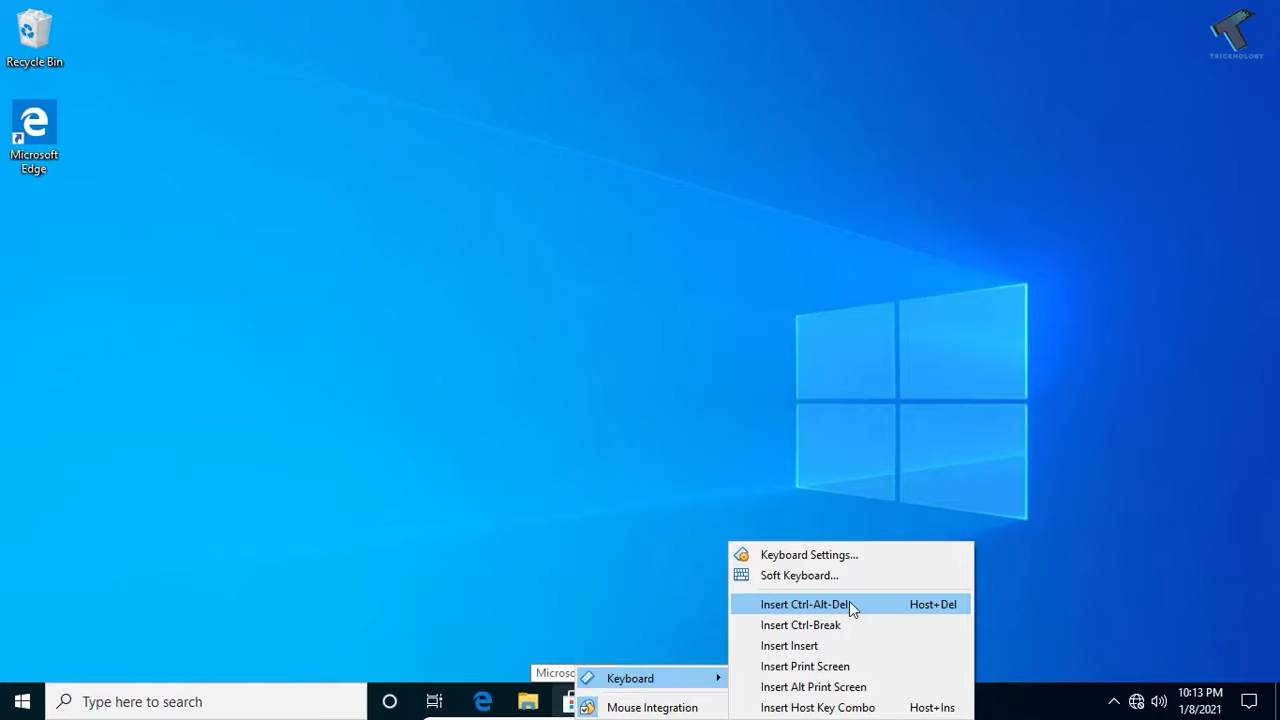 Recycle Bin
TRICKNOLOGY
Microsoft
Edge
Keyboard Settings...
Soft Keyboard...
Insert Ctrl-Alt-Del Host+Del
Insert Ctrl-Break
Insert Insert
Insert Print Screen
Insert Alt Print Screen
Insert Host Key Combo Host+Ins
Keyboard
Mouse Integration
Type here to search
10:13 PM
1/8/2021